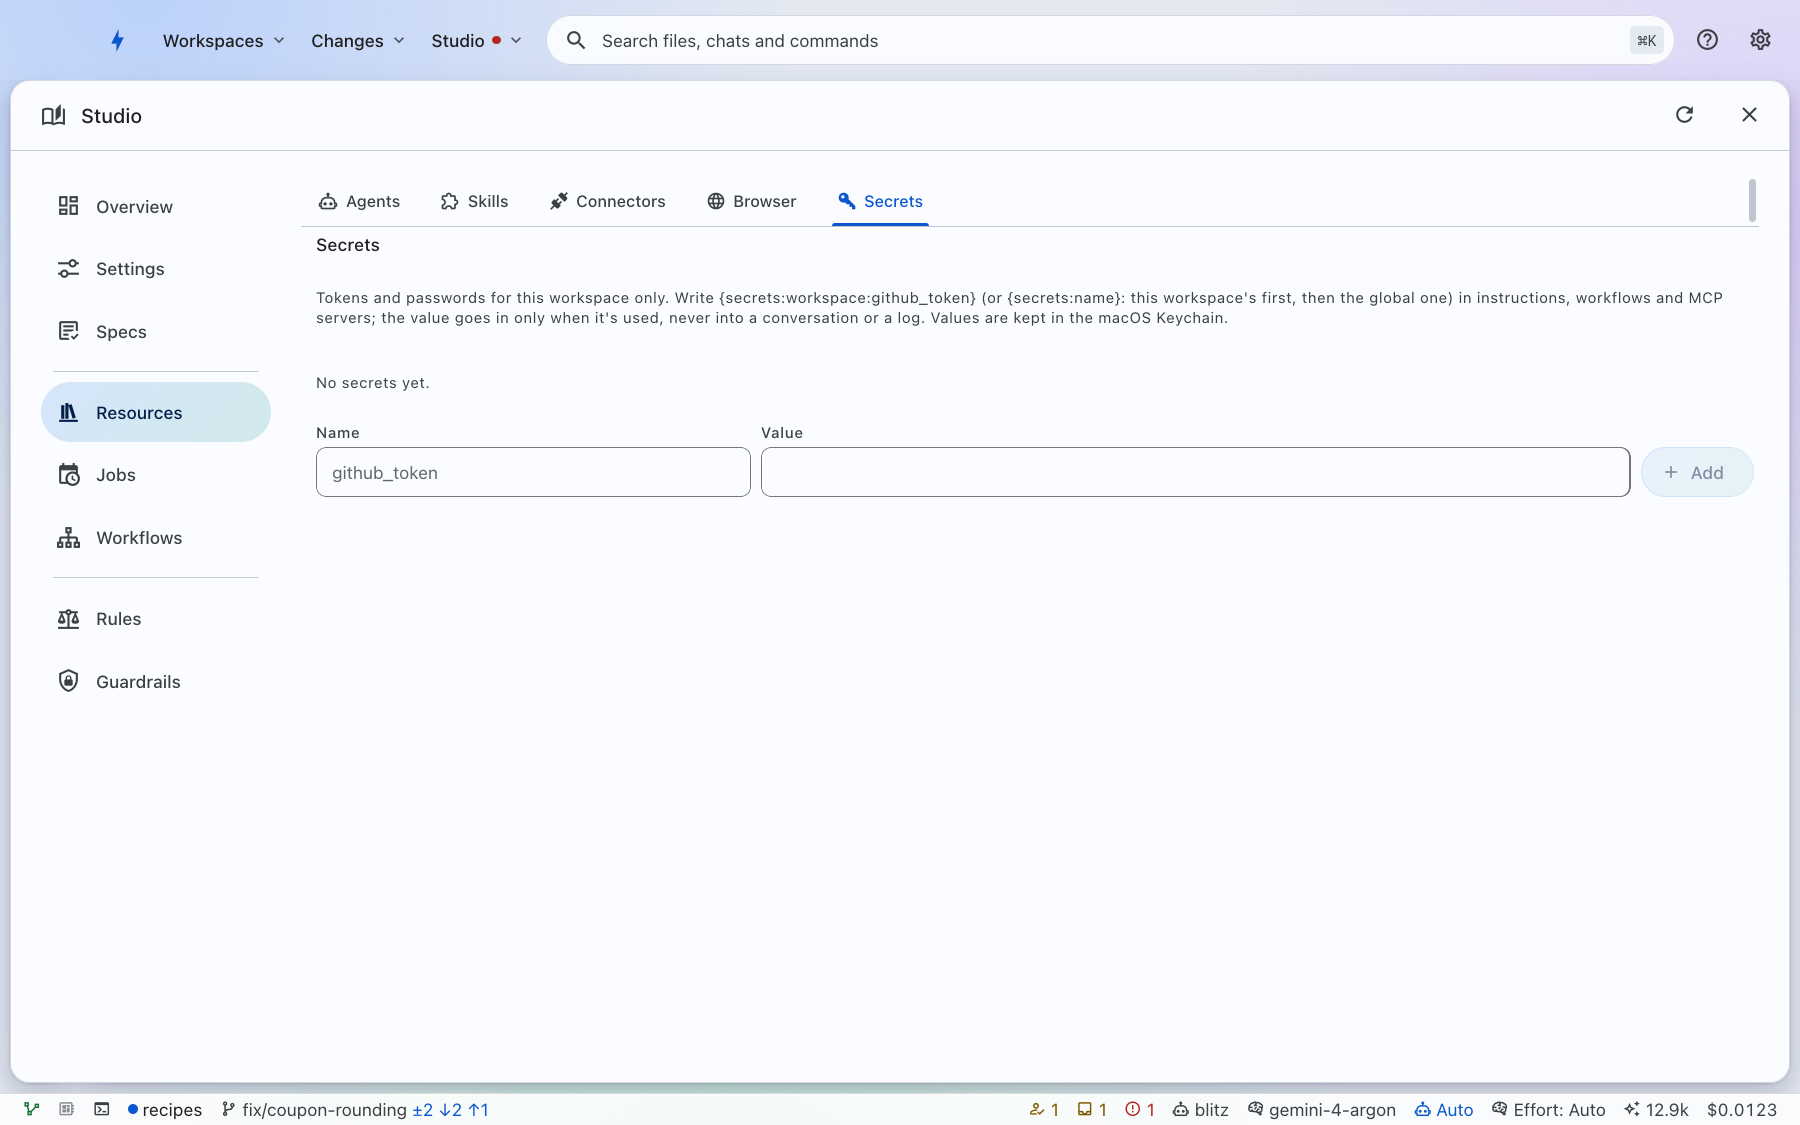 Workspaces
Changes
Studio
Search files, chats and commands
⌘K
Studio
Overview
Settings
Specs
Resources
Jobs
Workflows
Rules
Guardrails
Agents
Skills
Connectors
Browser
Secrets
Secrets
Tokens and passwords for this workspace only. Write {secrets:workspace:github_token} (or {secrets:name}: this workspace's first, then the global one) in instructions, workflows and MCP
servers; the value goes in only when it's used, never into a conversation or a log. Values are kept in the macOS Keychain.
No secrets yet.
Name
Value
github_token
+ Add
recipes
fix/coupon-rounding ±2 ↓2 ↑1
1
1
1
blitz
gemini-4-argon
Auto
Effort: Auto
12.9k
$0.0123